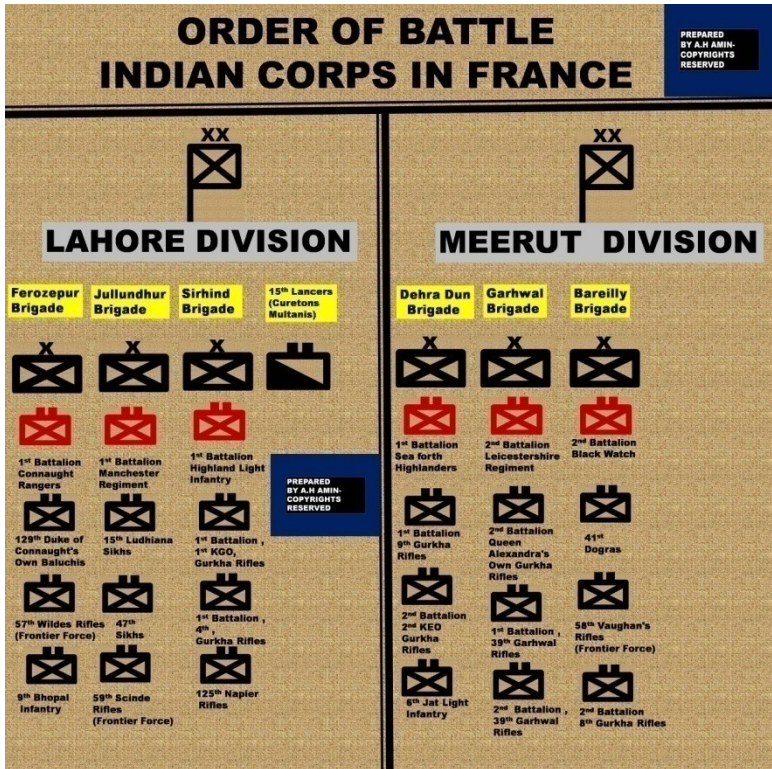 ORDER OF BATTLE
INDIAN CORPS IN FRANCE
PREPARED
BY A.H AMIN-
COPYRIGHTS
RESERVED
XX
LAHORE DIVISION
Ferozepur
Brigade
Jullundhur
Brigade
Sirhind
Brigade
15th Lancers
(Curetons
Multanis)
X
X
X
1st Battalion
Connaught
Rangers
1st Battalion
Manchester
Regiment
1st Battalion
Highland Light
Infantry
PREPARED
BY A.H AMIN-
COPYRIGHTS
RESERVED
129th Duke of
Connaught's
Own Baluchis
15th Ludhiana
Sikhs
1st Battalion ,
1st KGO,
Gurkha Rifles
57th Wildes Rifles
(Frontier Force)
47th
Sikhs
1st Battalion ,
4th ,
Gurkha Rifles
9th Bhopal
Infantry
59th Scinde
Rifles
(Frontier Force)
125th Napier
Rifles
XX
MEERUT DIVISION
Dehra Dun
Brigade
Garhwal
Brigade
Bareilly
Brigade
X
X
X
1st Battalion
Sea forth
Highlanders
2nd Battalion
Leicestershire
Regiment
2nd Battalion
Black Watch
1st Battalion
9th Gurkha
Rifles
2nd Battalion
Queen
Alexandra's
Own Gurkha
Rifles
41st
Dogras
2nd Battalion
2nd KEO
Gurkha
Rifles
1st Battalion ,
39th Garhwal
Rifles
58th Vaughan's
Rifles
(Frontier Force)
6th Jat Light
Infantry
2nd Battalion ,
39th Garhwal
Rifles
2nd Battalion
8th Gurkha Rifles